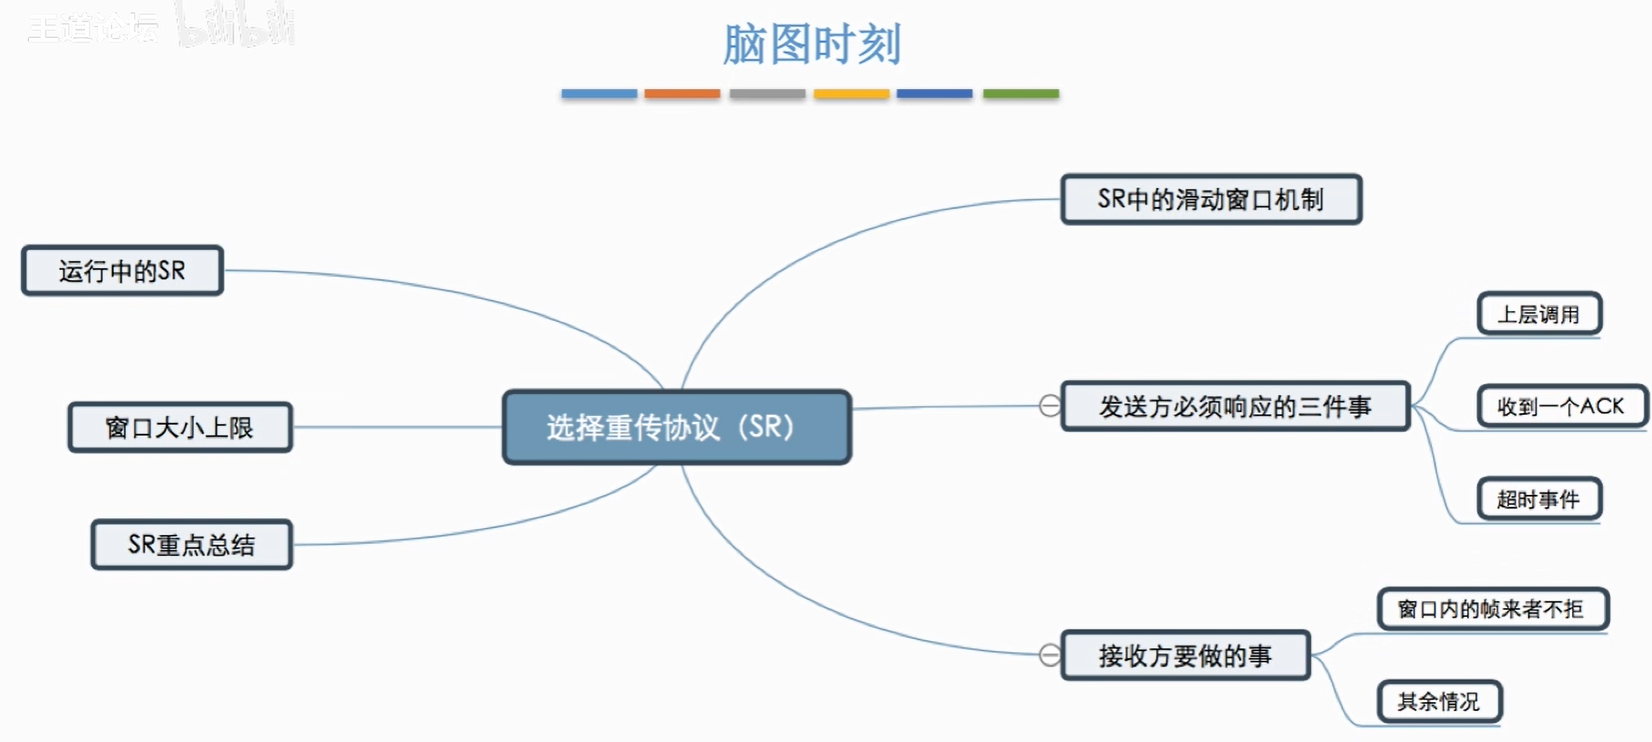 王道论坛 bilibili
脑图时刻
SR中的滑动窗口机制
运行中的SR
上层调用
选择重传协议（SR）
发送方必须响应的三件事
收到一个ACK
窗口大小上限
超时事件
SR重点总结
窗口内的帧来者不拒
接收方要做的事
其余情况